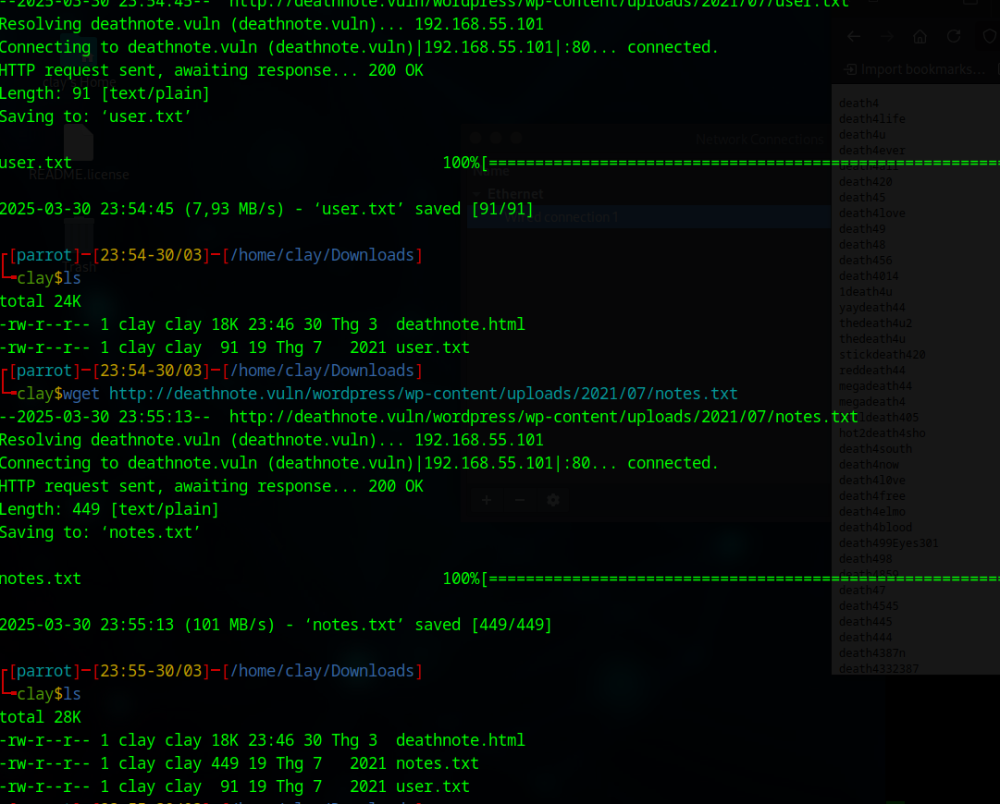 --2025-03-30 23:54:45-- http://deathnote.vuln/wordpress/wp-content/uploads/2021/07/user.txt
Resolving deathnote.vuln (deathnote.vuln)... 192.168.55.101
Connecting to deathnote.vuln (deathnote.vuln)|192.168.55.101|:80... connected.
HTTP request sent, awaiting response... 200 OK
Length: 91 [text/plain]
Saving to: ‘user.txt’
user.txt 100%[========================================================
2025-03-30 23:54:45 (7,93 MB/s) - ‘user.txt’ saved [91/91]
┌[parrot]─[23:54-30/03]─[/home/clay/Downloads]
└╼clay$ls
total 24K
-rw-r--r-- 1 clay clay 18K 23:46 30 Thg 3 deathnote.html
-rw-r--r-- 1 clay clay 91 19 Thg 7 2021 user.txt
┌[parrot]─[23:54-30/03]─[/home/clay/Downloads]
└╼clay$wget http://deathnote.vuln/wordpress/wp-content/uploads/2021/07/notes.txt
--2025-03-30 23:55:13-- http://deathnote.vuln/wordpress/wp-content/uploads/2021/07/notes.txt
Resolving deathnote.vuln (deathnote.vuln)... 192.168.55.101
Connecting to deathnote.vuln (deathnote.vuln)|192.168.55.101|:80... connected.
HTTP request sent, awaiting response... 200 OK
Length: 449 [text/plain]
Saving to: ‘notes.txt’
notes.txt 100%[========================================================
2025-03-30 23:55:13 (101 MB/s) - ‘notes.txt’ saved [449/449]
┌[parrot]─[23:55-30/03]─[/home/clay/Downloads]
└╼clay$ls
total 28K
-rw-r--r-- 1 clay clay 18K 23:46 30 Thg 3 deathnote.html
-rw-r--r-- 1 clay clay 449 19 Thg 7 2021 notes.txt
-rw-r--r-- 1 clay clay 91 19 Thg 7 2021 user.txt
README.license
Trash
Network Connections
Ethernet
Wired connection 1
Import bookmarks...
death4
death4life
death4u
death4ever
death420
death45
death4love
death49
death48
death456
death4014
1death4u
yaydeath44
thedeath4u2
thedeath4u
stickdeath420
reddeath44
megadeath44
megadeath4
hot2death4sho
death4south
death4now
death4l0ve
death4free
death4elmo
death4blood
death499Eyes301
death498
death4859
death47
death4545
death445
death444
death4387n
death4332387